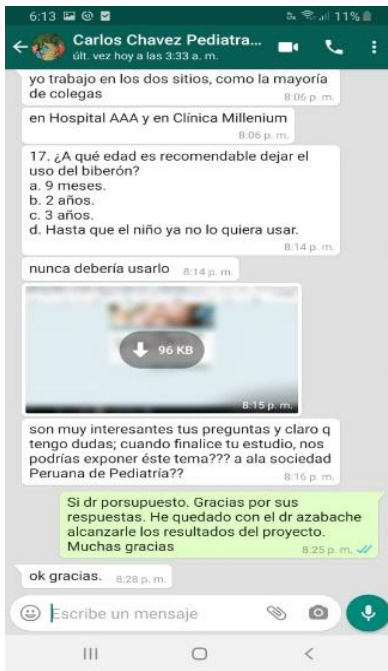 6:13 11%
Carlos Chavez Pediatra...
últ. vez hoy a las 3:33 a. m.
yo trabajo en los dos sitios, como la mayoría
de colegas
8:06 p. m.
en Hospital AAA y en Clínica Millenium
8:06 p. m.
17. ¿A qué edad es recomendable dejar el
uso del biberón?
a. 9 meses.
b. 2 años.
c. 3 años.
d. Hasta que el niño ya no lo quiera usar.
8:14 p. m.
nunca debería usarlo 8:14 p. m.
96 KB
8:15 p. m.
son muy interesantes tus preguntas y claro q
tengo dudas; cuando finalice tu estudio, nos
podrías exponer éste tema??? a ala sociedad
Peruana de Pediatría??
8:16 p. m.
Si dr porsupuesto. Gracias por sus
respuestas. He quedado con el dr azabache
alcanzarle los resultados del proyecto.
Muchas gracias
8:25 p. m.
ok gracias. 8:28 p. m.
Escribe un mensaje